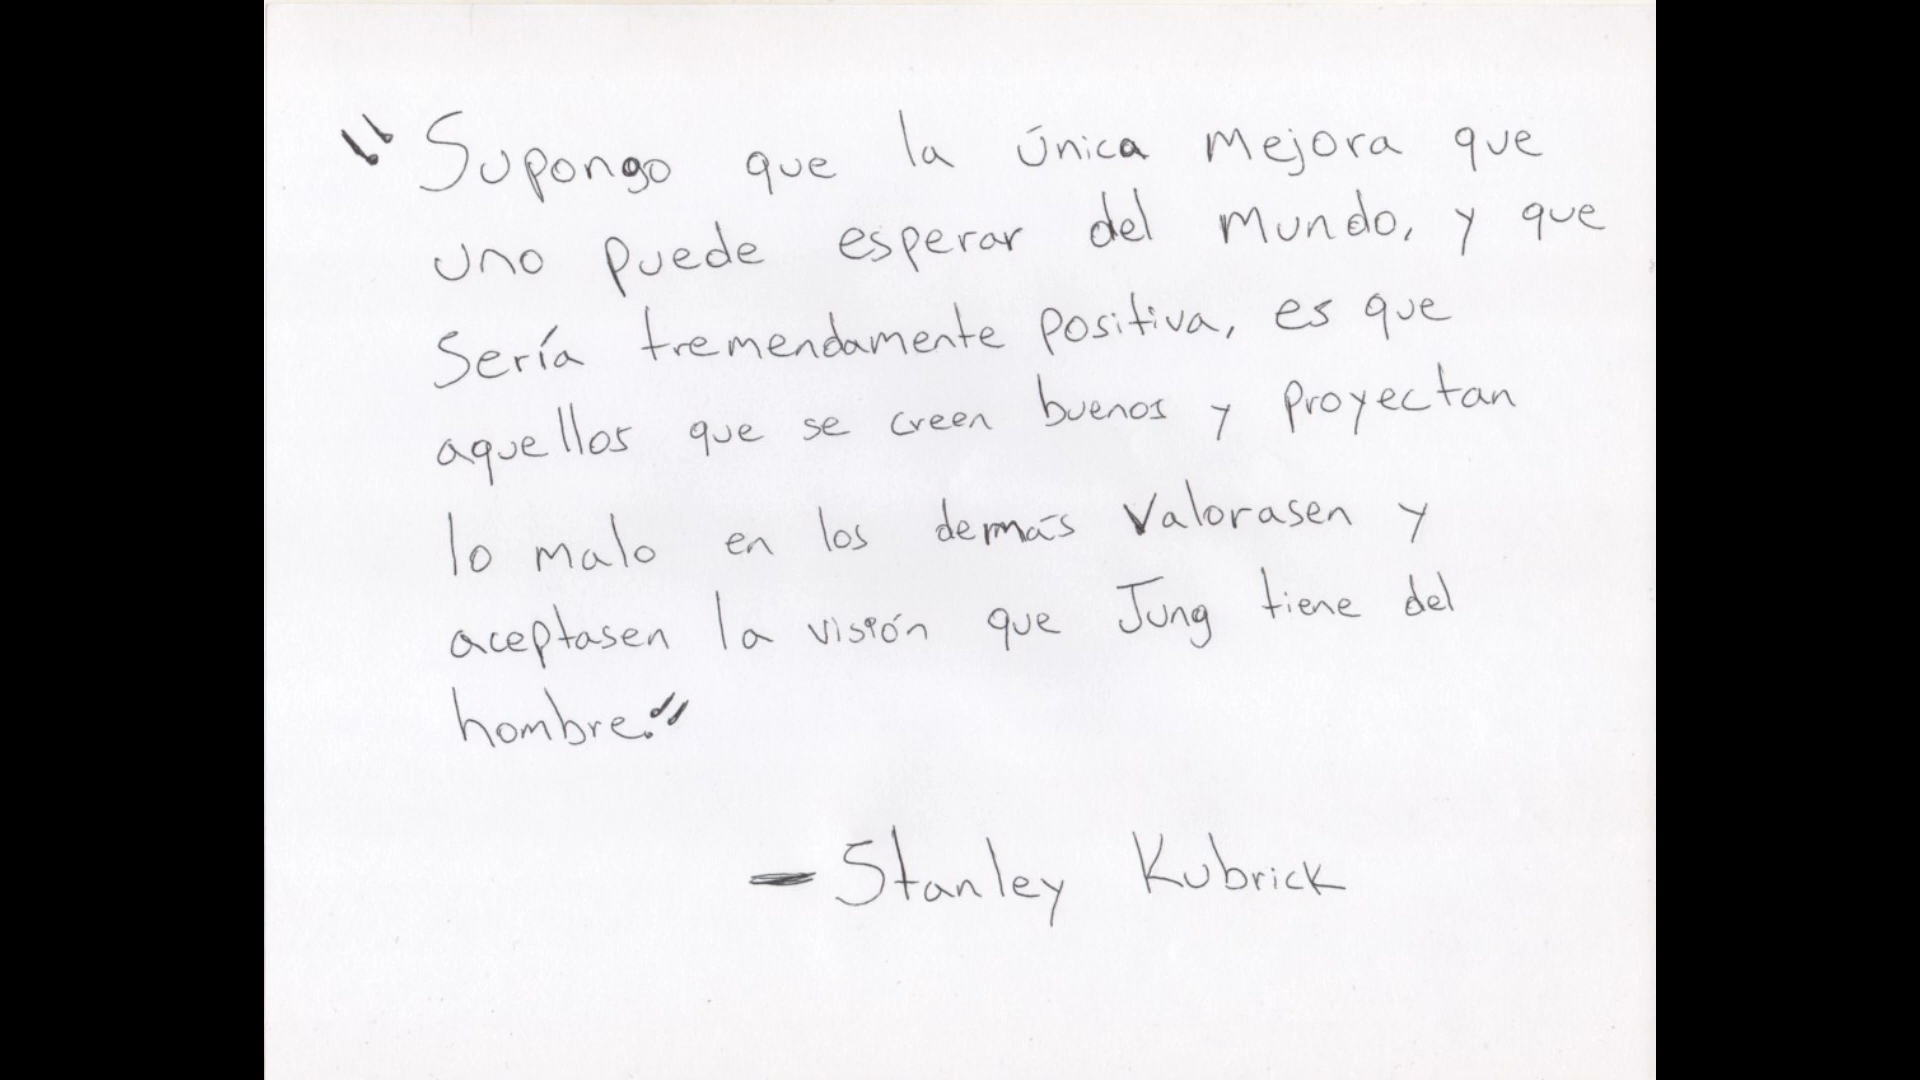 "Supongo que la única mejora que
uno puede esperar del mundo, y que
sería tremendamente positiva, es que
aquellos que se creen buenos y proyectan
lo malo en los demás valorasen y
aceptasen la visión que Jung tiene del
hombre."
- Stanley Kubrick